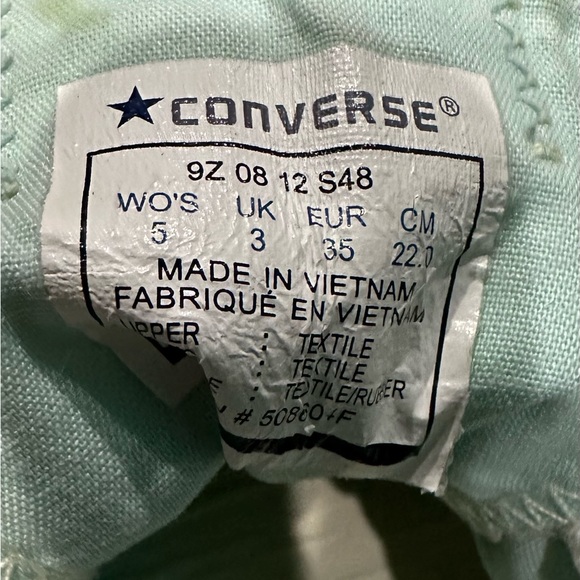 ★CONVERSE®
9Z 08 12 S48
WO'S UK EUR CM
5 3 35 22.0
MADE IN VIETNAM
FABRIQUÉ EN VIETNAM
UPPER : TEXTILE
: TEXTILE
: TEXTILE/RUBBER
#